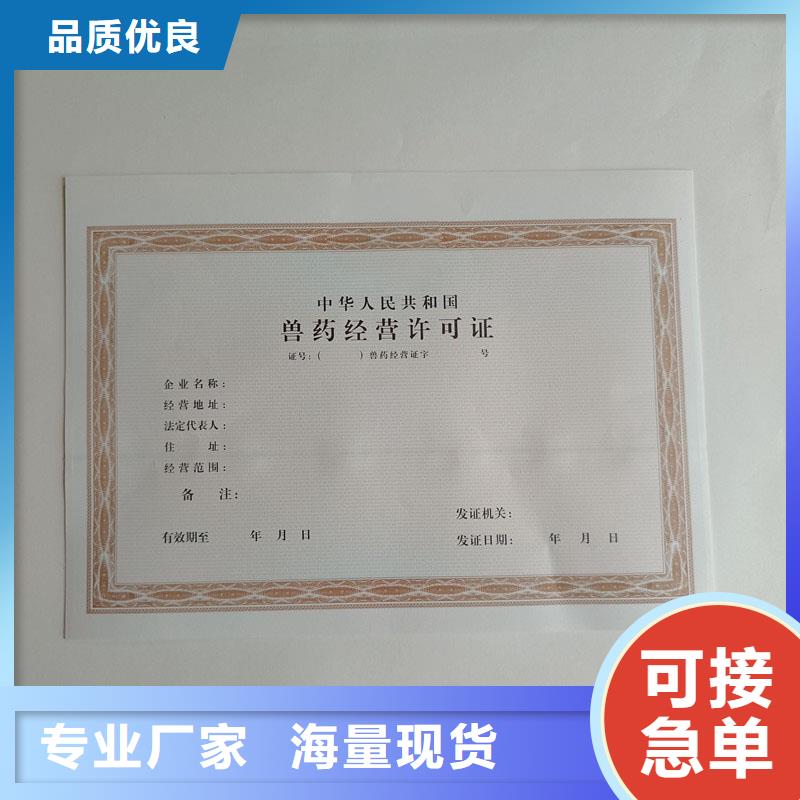 品质优良
中华人民共和国
兽药经营许可证
证号:( )兽药经营证字 号
企业名称:
经营地址:
法定代表人:
住 址:
经营范围:
备 注:
发证机关:
有效期至 年 月 日
发证日期: 年 月 日
可接
急单
专业厂家 海量现货